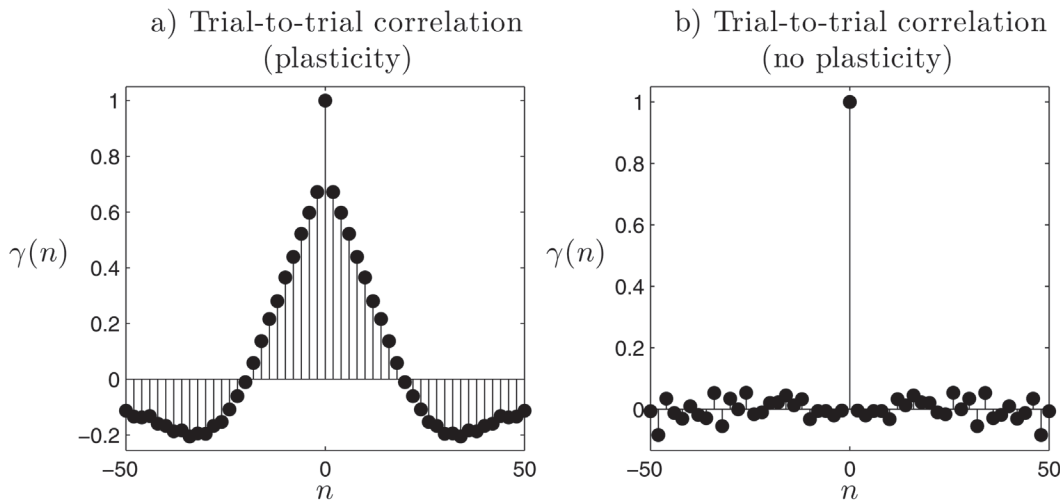 a) Trial-to-trial correlation
(plasticity)
1
0.8
0.6
0.4
0.2
0
−0.2
γ(n)
−50
0
50
n
b) Trial-to-trial correlation
(no plasticity)
1
0.8
0.6
0.4
0.2
0
γ(n)
−50
0
50
n